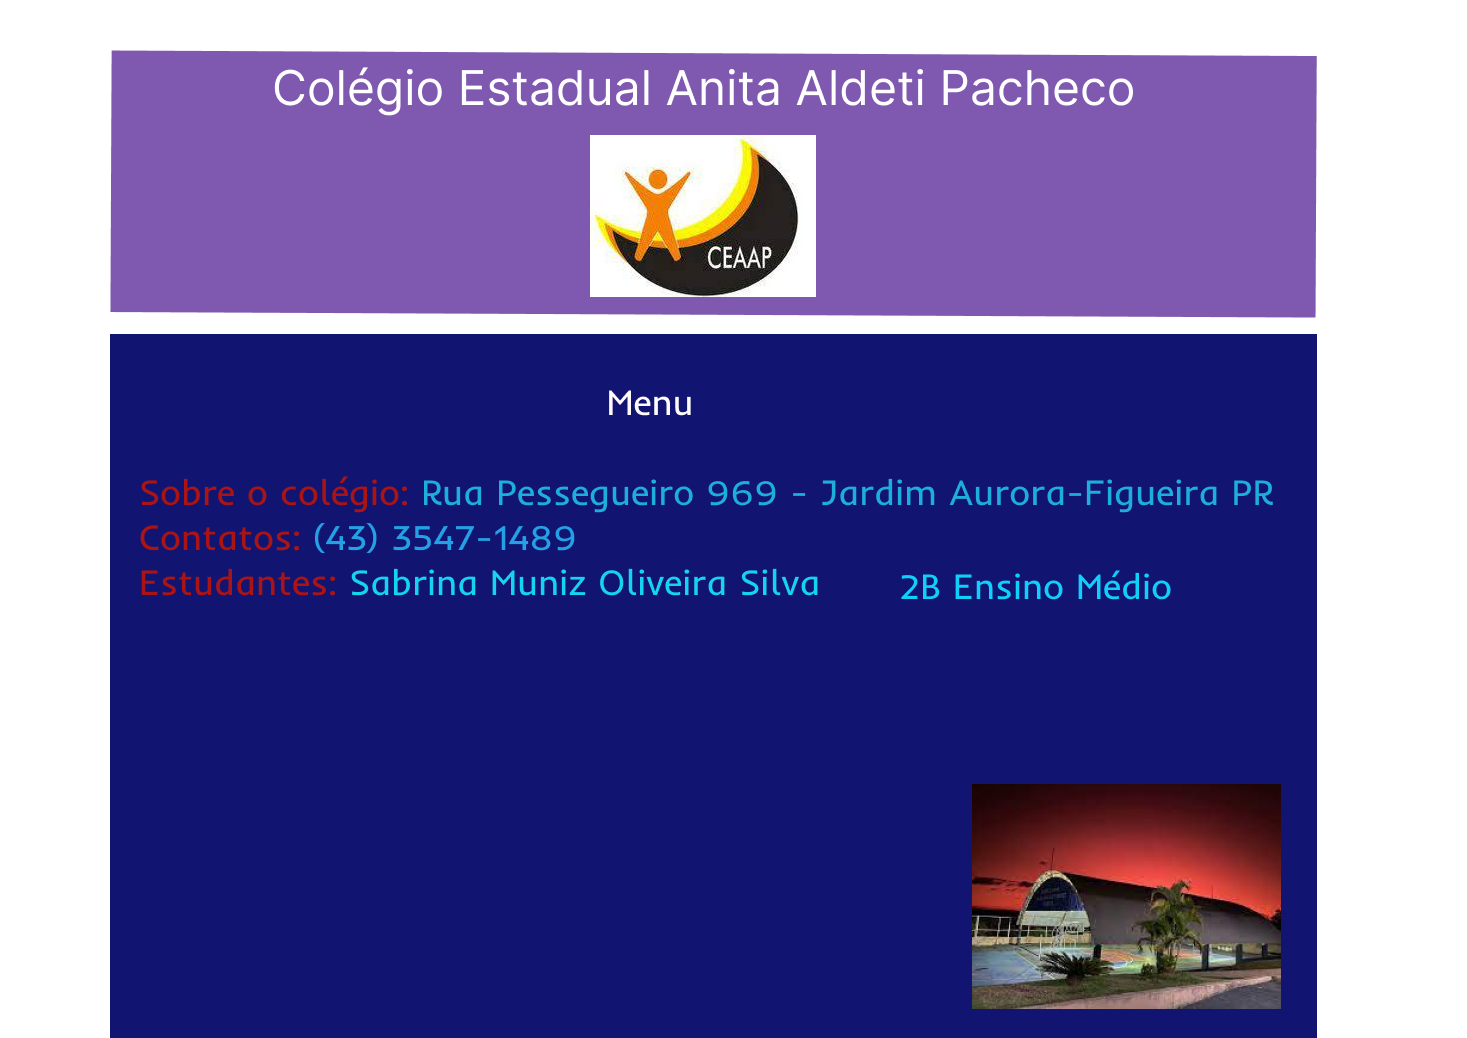 Colégio Estadual Anita Aldeti Pacheco
CEAAP
Menu
Sobre o colégio: Rua Pessegueiro 969 - Jardim Aurora-Figueira PR
Contatos: (43) 3547-1489
Estudantes: Sabrina Muniz Oliveira Silva 2B Ensino Médio